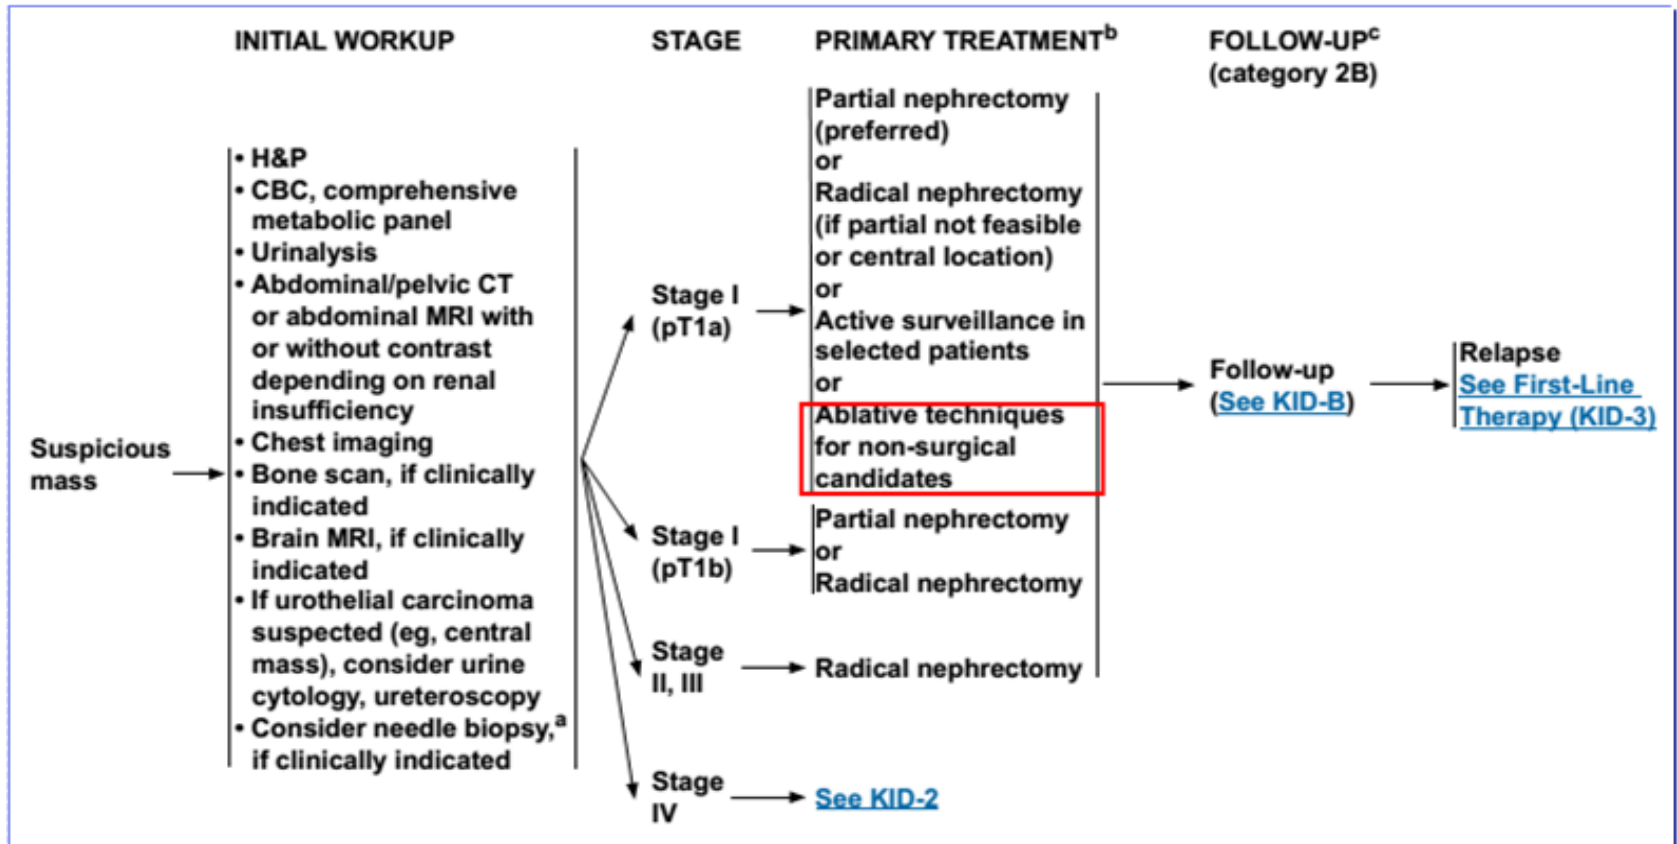 INITIAL WORKUP
STAGE
PRIMARY TREATMENTᵇ
FOLLOW-UPᶜ
(category 2B)
Suspicious
mass
• H&P
• CBC, comprehensive
metabolic panel
• Urinalysis
• Abdominal/pelvic CT
or abdominal MRI with
or without contrast
depending on renal
insufficiency
• Chest imaging
• Bone scan, if clinically
indicated
• Brain MRI, if clinically
indicated
• If urothelial carcinoma
suspected (eg, central
mass), consider urine
cytology, ureteroscopy
• Consider needle biopsy,ᵃ
if clinically indicated
Stage I
(pT1a)
Partial nephrectomy
(preferred)
or
Radical nephrectomy
(if partial not feasible
or central location)
or
Active surveillance in
selected patients
or
Ablative techniques
for non-surgical
candidates
Stage I
(pT1b)
Partial nephrectomy
or
Radical nephrectomy
Stage
II, III
Radical nephrectomy
Stage
IV
See KID-2
Follow-up
(See KID-B)
Relapse
See First-Line
Therapy (KID-3)